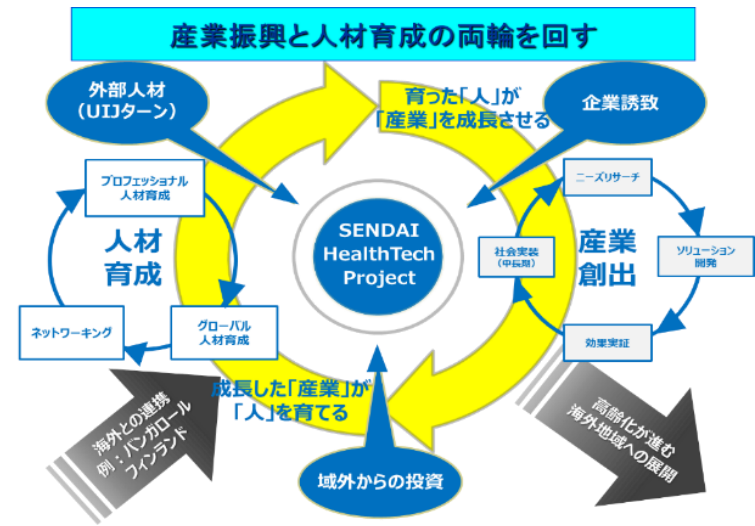 産業振興と人材育成の両輪を回す
外部人材
（UIJターン）
育った「人」が
「産業」を成長させる
企業誘致
プロフェッショナル
人材育成
人材
育成
ネットワーキング
グローバル
人材育成
SENDAI
HealthTech
Project
ニーズリサーチ
社会実装
（中長期）
産業
創出
ソリューション
開発
効果実証
成長した「産業」が
「人」を育てる
海外との連携
例：バンガロール
フィンランド
域外からの投資
高齢化が進む
海外地域への展開